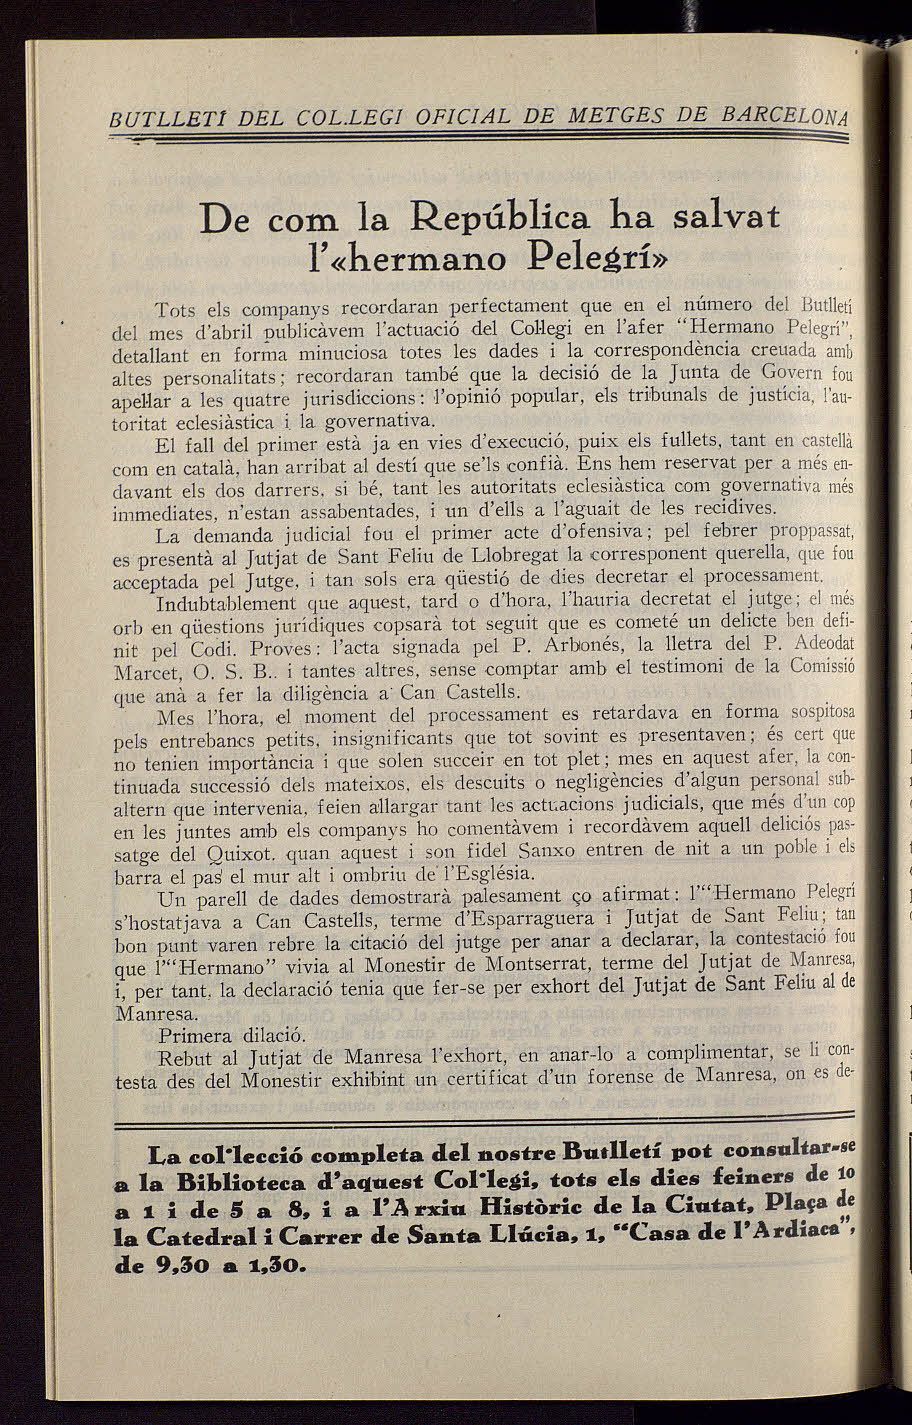 BUTLLETÍ DEL COL.LEGI OFICIAL DE METGES DE BARCELONA
De com la República ha salvat
l'«hermano Pelegrí»
Tots els companys recordaran perfectament que en el número del Butlletí
del mes d'abril publicàvem l'actuació del Col·legi en l'afer "Hermano Pelegrí",
detallant en forma minuciosa totes les dades i la correspondència creuada amb
altes personalitats; recordaran també que la decisió de la Junta de Govern fou
apel·lar a les quatre jurisdiccions: l'opinió popular, els tribunals de justícia, l'au-
toritat eclesiàstica i la governativa.
El fall del primer està ja en vies d'execució, puix els fullets, tant en castellà
com en català, han arribat al destí que se'ls confià. Ens hem reservat per a més en-
davant els dos darrers, si bé, tant les autoritats eclesiàstica com governativa més
immediates, n'estan assabentades, i un d'ells a l'aguait de les recidives.
La demanda judicial fou el primer acte d'ofensiva; pel febrer proppassat,
es presentà al Jutjat de Sant Feliu de Llobregat la corresponent querella, que fou
acceptada pel Jutge, i tan sols era qüestió de dies decretar el processament.
Indubtablement que aquest, tard o d'hora, l'hauria decretat el jutge; el més
orb en qüestions jurídiques copsarà tot seguit que es cometé un delicte ben defi-
nit pel Codi. Proves: l'acta signada pel P. Arbonés, la lletra del P. Adeodat
Marcet, O. S. B.. i tantes altres, sense comptar amb el testimoni de la Comissió
que anà a fer la diligència a Can Castells.
Mes l'hora, el moment del processament es retardava en forma sospitosa
pels entrebancs petits, insignificants que tot sovint es presentaven; és cert que
no tenien importància i que solen succeir en tot plet; mes en aquest afer, la con-
tinuada successió dels mateixos, els descuits o negligències d'algun personal sub-
altern que intervenia, feien allargar tant les actuacions judicials, que més d'un cop
en les juntes amb els companys ho comentàvem i recordàvem aquell deliciós pas-
satge del Quixot, quan aquest i son fidel Sanxo entren de nit a un poble i els
barra el pas el mur alt i ombriu de l'Església.
Un parell de dades demostrarà palesament ço afirmat: l'"Hermano Pelegrí
s'hostatjava a Can Castells, terme d'Esparraguera i Jutjat de Sant Feliu; tan
bon punt varen rebre la citació del jutge per anar a declarar, la contestació fou
que l'"Hermano" vivia al Monestir de Montserrat, terme del Jutjat de Manresa,
i, per tant, la declaració tenia que fer-se per exhort del Jutjat de Sant Feliu al de
Manresa.
Primera dilació.
Rebut al Jutjat de Manresa l'exhort, en anar-lo a complimentar, se li con-
testa des del Monestir exhibint un certificat d'un forense de Manresa, on es de-
La col·lecció completa del nostre Butlletí pot consultar-se
a la Biblioteca d'aquest Col·legi, tots els dies feiners de 10
a 1 i de 5 a 8, i a l'Arxiu Històric de la Ciutat, Plaça de
la Catedral i Carrer de Santa Llúcia, 1, "Casa de l'Ardiaca",
de 9,30 a 1,30.